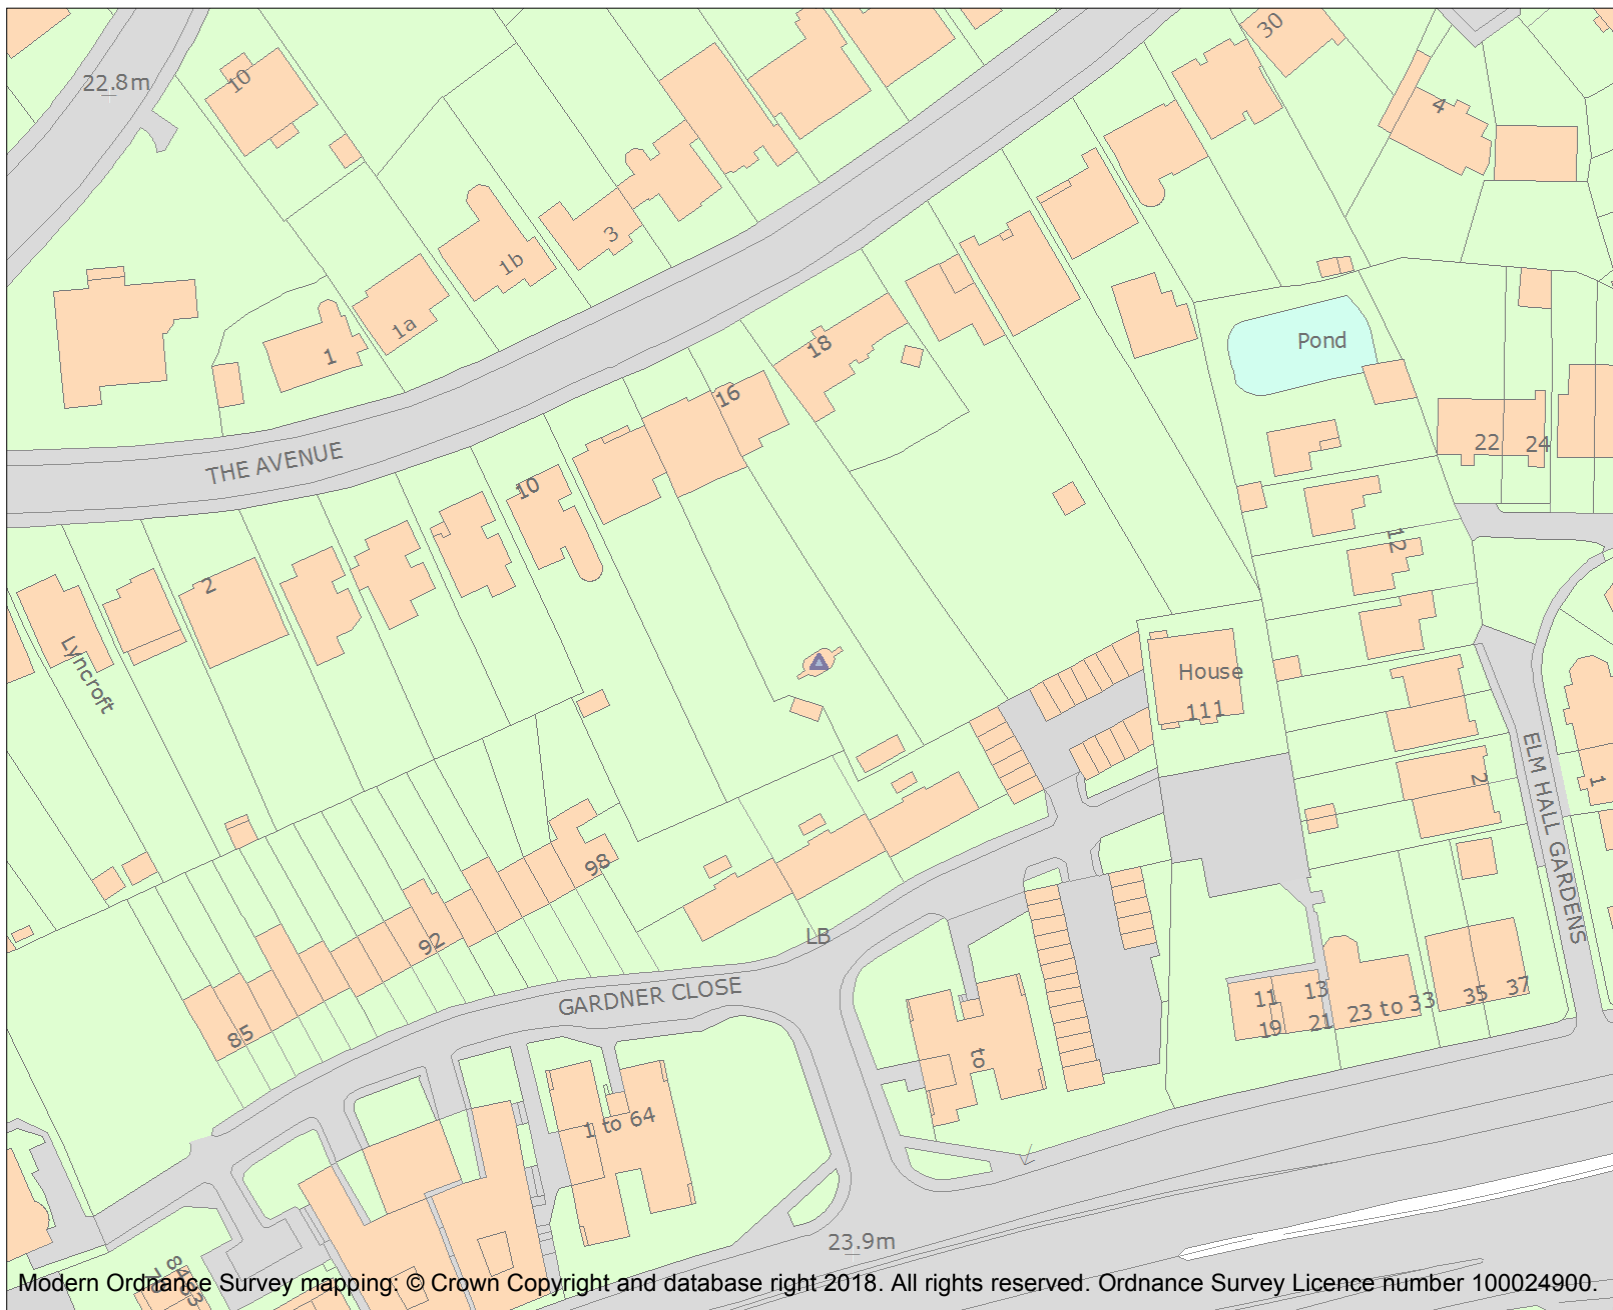 30
22.8m
10
4
3
1b
1a
1
18
Pond
16
22
24
THE AVENUE
10
12
2
Lyncroft
House
111
ELM HALL GARDENS
2
1
98
92
LB
GARDNER CLOSE
11
13
23 to 33
35
37
19
21
85
to
1 to 64
23.9m
Modern Ordnance Survey mapping: © Crown Copyright and database right 2018. All rights reserved. Ordnance Survey Licence number 100024900.